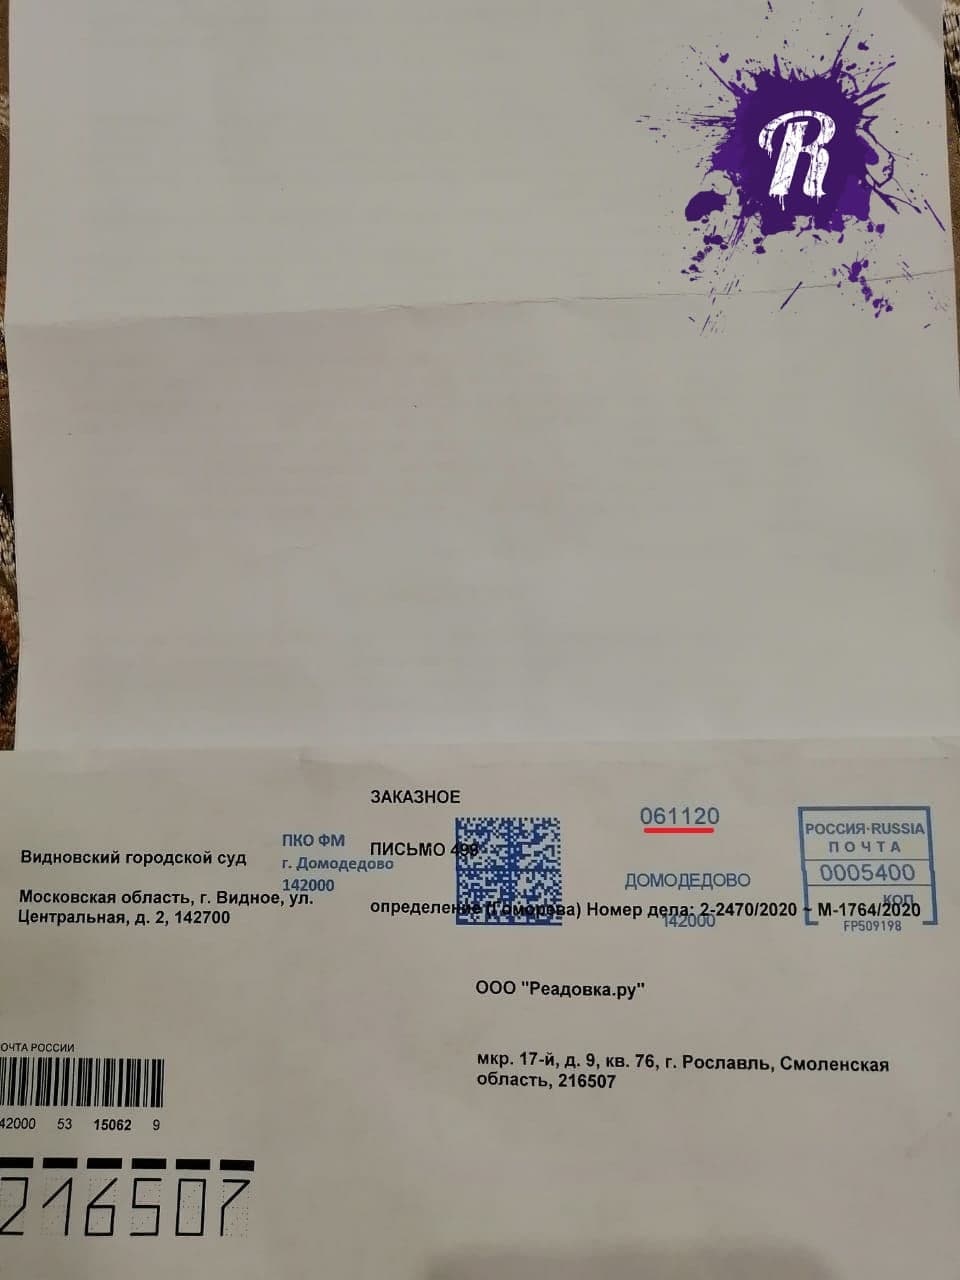 R
ЗАКАЗНОЕ
ПИСЬМО 498
определение (Гоморева) Номер дела: 2-2470/2020 ~ М-1764/2020
Видновский городской суд
Московская область, г. Видное, ул.
Центральная, д. 2, 142700
ПКО ФМ
г. Домодедово
142000
061120
ДОМОДЕДОВО
142000
РОССИЯ·RUSSIA
ПОЧТА
0005400
КОП
FP509198
ООО "Реадовка.ру"
мкр. 17-й, д. 9, кв. 76, г. Рославль, Смоленская
область, 216507
ОЧТА РОССИИ
42000 53 15062 9
216507